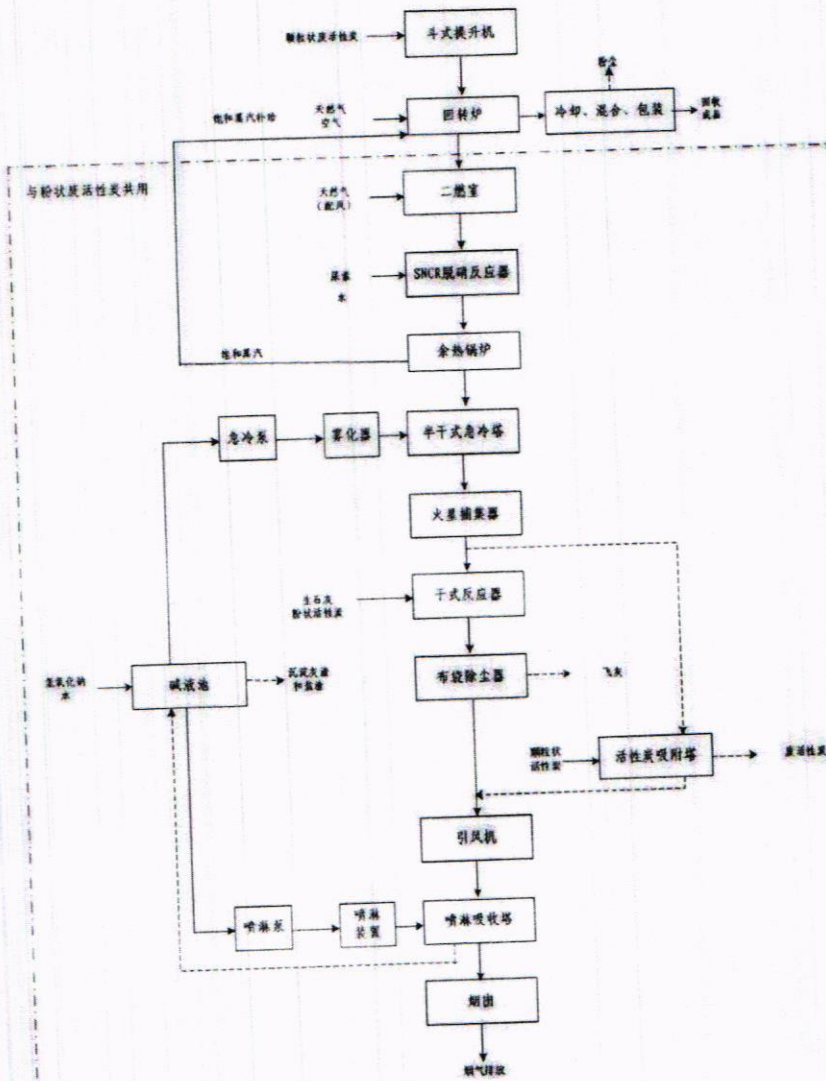 颗粒状废活性炭
斗式提升机
粉尘
饱和蒸汽补给
天然气
空气
回转炉
冷却、混合、包装
回收
成品
与粉状废活性炭共用
天然气
(配风)
二燃室
尿素
水
SNCR脱硝反应器
饱和蒸汽
余热锅炉
急冷泵
雾化器
半干式急冷塔
火星捕集器
生石灰
粉状活性炭
干式反应器
氢氧化钠
水
碱液池
沉淀灰渣
和盐渣
布袋除尘器
飞灰
颗粒状
活性炭
活性炭吸附塔
废活性炭
引风机
喷淋泵
喷淋
装置
喷淋吸收塔
烟囱
烟气排放